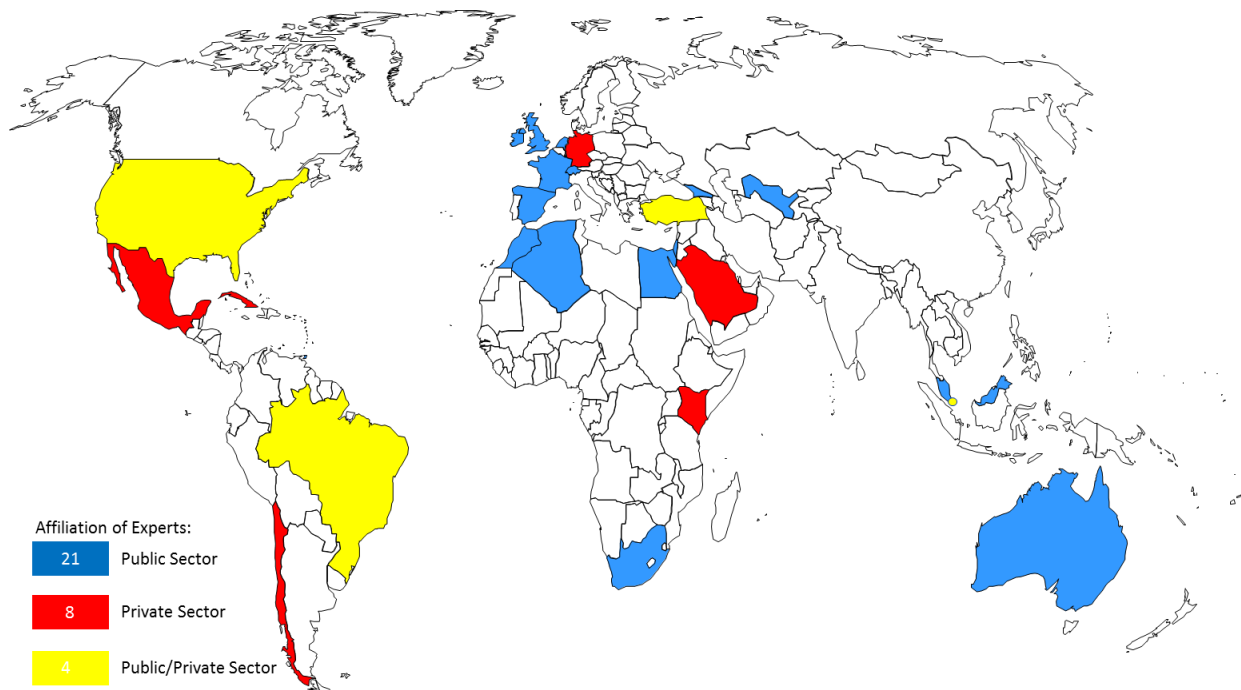 Affiliation of Experts:
21 Public Sector
8 Private Sector
4 Public/Private Sector